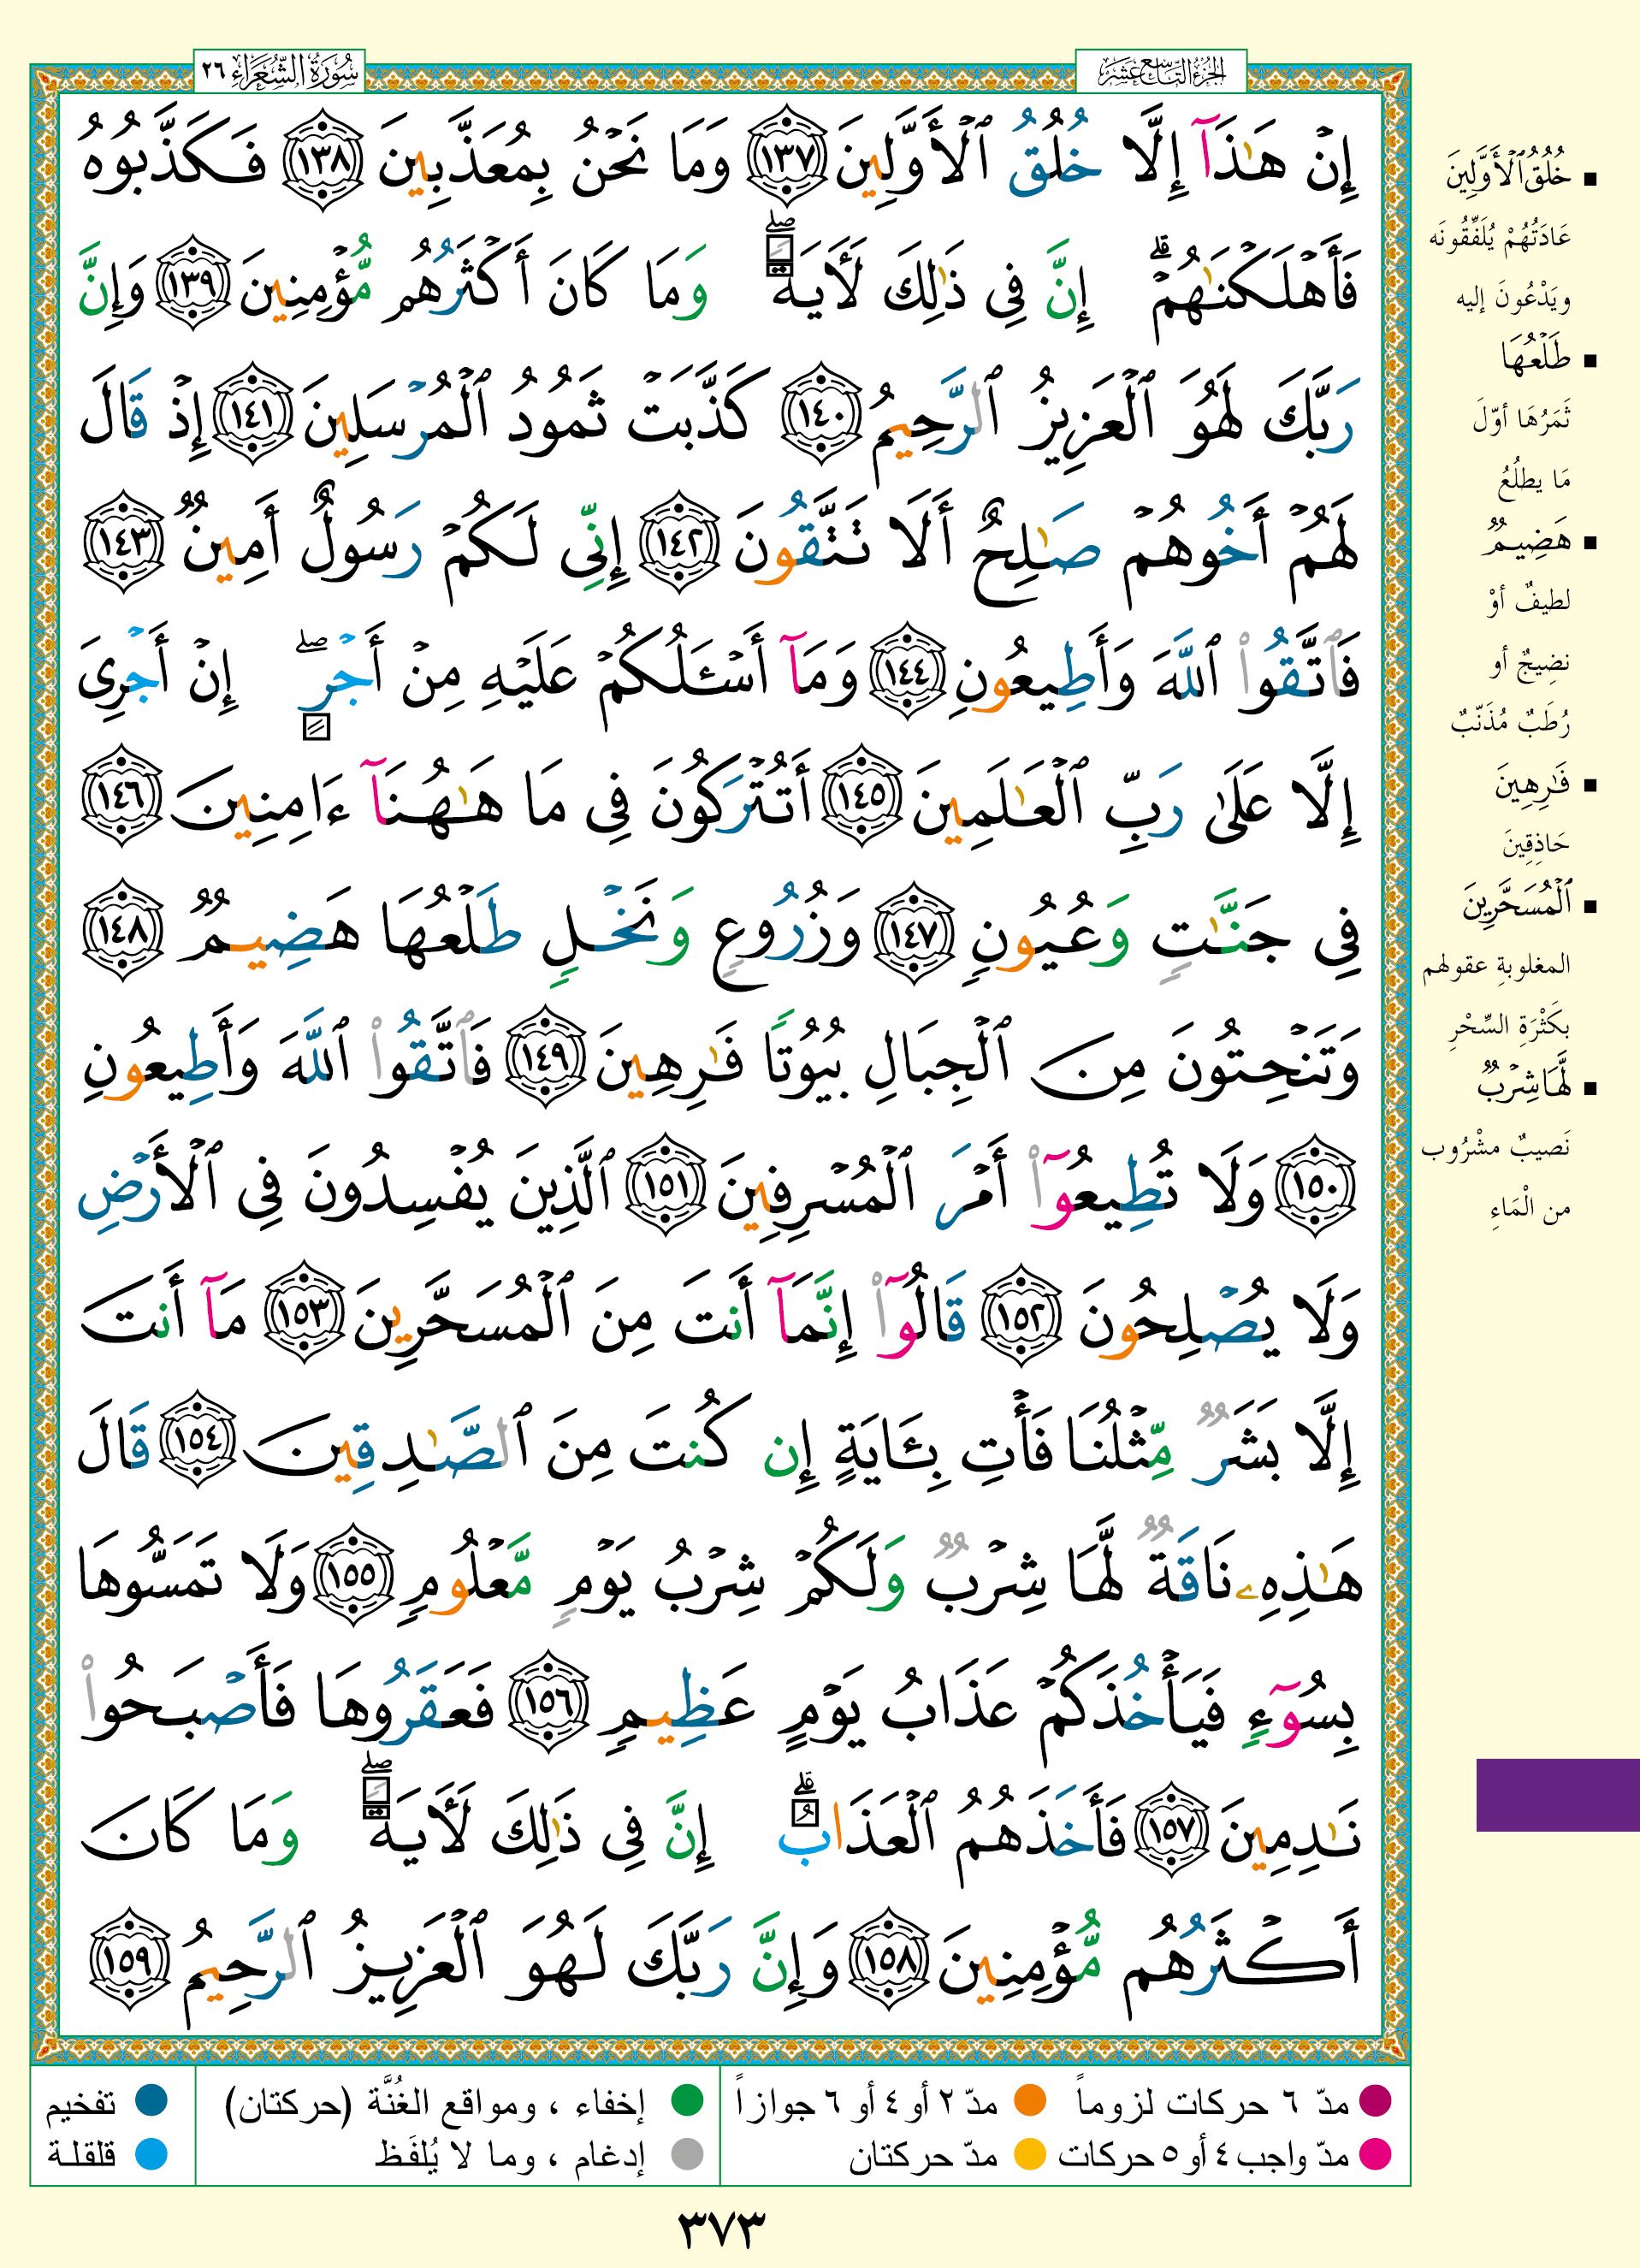 الجزء التاسع عشر
سُورَةُ الشُّعَرَاء ٢٦
إِنْ هَـٰذَآ إِلَّا خُلُقُ ٱلْأَوَّلِينَ ١٣٧ وَمَا نَحْنُ بِمُعَذَّبِينَ ١٣٨ فَكَذَّبُوهُ
فَأَهْلَكْنَـٰهُمْ ۗ إِنَّ فِى ذَٰلِكَ لَـَٔايَةً ۖ وَمَا كَانَ أَكْثَرُهُم مُّؤْمِنِينَ ١٣٩ وَإِنَّ
رَبَّكَ لَهُوَ ٱلْعَزِيزُ ٱلرَّحِيمُ ١٤٠ كَذَّبَتْ ثَمُودُ ٱلْمُرْسَلِينَ ١٤١ إِذْ قَالَ
لَهُمْ أَخُوهُمْ صَـٰلِحٌ أَلَا تَتَّقُونَ ١٤٢ إِنِّى لَكُمْ رَسُولٌ أَمِينٌ ١٤٣
فَٱتَّقُوا۟ ٱللَّهَ وَأَطِيعُونِ ١٤٤ وَمَآ أَسْـَٔلُكُمْ عَلَيْهِ مِنْ أَجْرٍ ۖ إِنْ أَجْرِىَ
إِلَّا عَلَىٰ رَبِّ ٱلْعَـٰلَمِينَ ١٤٥ أَتُتْرَكُونَ فِى مَا هَـٰهُنَآ ءَامِنِينَ ١٤٦
فِى جَنَّـٰتٍ وَعُيُونٍ ١٤٧ وَزُرُوعٍ وَنَخْلٍ طَلْعُهَا هَضِيمٌ ١٤٨
وَتَنْحِتُونَ مِنَ ٱلْجِبَالِ بُيُوتًا فَـٰرِهِينَ ١٤٩ فَٱتَّقُوا۟ ٱللَّهَ وَأَطِيعُونِ
١٥٠ وَلَا تُطِيعُوٓا۟ أَمْرَ ٱلْمُسْرِفِينَ ١٥١ ٱلَّذِينَ يُفْسِدُونَ فِى ٱلْأَرْضِ
وَلَا يُصْلِحُونَ ١٥٢ قَالُوٓا۟ إِنَّمَآ أَنتَ مِنَ ٱلْمُسَحَّرِينَ ١٥٣ مَآ أَنتَ
إِلَّا بَشَرٌ مِّثْلُنَا فَأْتِ بِـَٔايَةٍ إِن كُنتَ مِنَ ٱلصَّـٰدِقِينَ ١٥٤ قَالَ
هَـٰذِهِۦ نَاقَةٌ لَّهَا شِرْبٌ وَلَكُمْ شِرْبُ يَوْمٍ مَّعْلُومٍ ١٥٥ وَلَا تَمَسُّوهَا
بِسُوٓءٍ فَيَأْخُذَكُمْ عَذَابُ يَوْمٍ عَظِيمٍ ١٥٦ فَعَقَرُوهَا فَأَصْبَحُوا۟
نَـٰدِمِينَ ١٥٧ فَأَخَذَهُمُ ٱلْعَذَابُ ۗ إِنَّ فِى ذَٰلِكَ لَـَٔايَةً ۖ وَمَا كَانَ
أَكْثَرُهُم مُّؤْمِنِينَ ١٥٨ وَإِنَّ رَبَّكَ لَهُوَ ٱلْعَزِيزُ ٱلرَّحِيمُ ١٥٩
▪ خُلُقُ ٱلْأَوَّلِينَ
عَادَتُهُمْ يُلَفِّقُونَه
ويَدْعُونَ إليه
▪ طَلْعُهَا
ثَمَرُهَا أوّلَ
مَا يطلُعُ
▪ هَضِيمٌ
لطيفٌ أوْ
نضِيجٌ أو
رُطَبٌ مُذَنّبٌ
▪ فَـٰرِهِينَ
حَاذِقِينَ
▪ ٱلْمُسَحَّرِينَ
المغلوبةِ عقولهم
بكَثْرَةِ السِّحْرِ
▪ لَّهَا شِرْبٌ
نَصيبٌ مشْرُوب
من الْمَاءِ
مدّ ٦ حركات لزوماً
مدّ ٢ أو ٤ أو ٦ جوازاً
إخفاء ، ومواقع الغُنَّة (حركتان)
تفخيم
مدّ واجب ٤ أو ٥ حركات
مدّ حركتان
إدغام ، وما لا يُلفَظ
قلقلة
٣٧٣